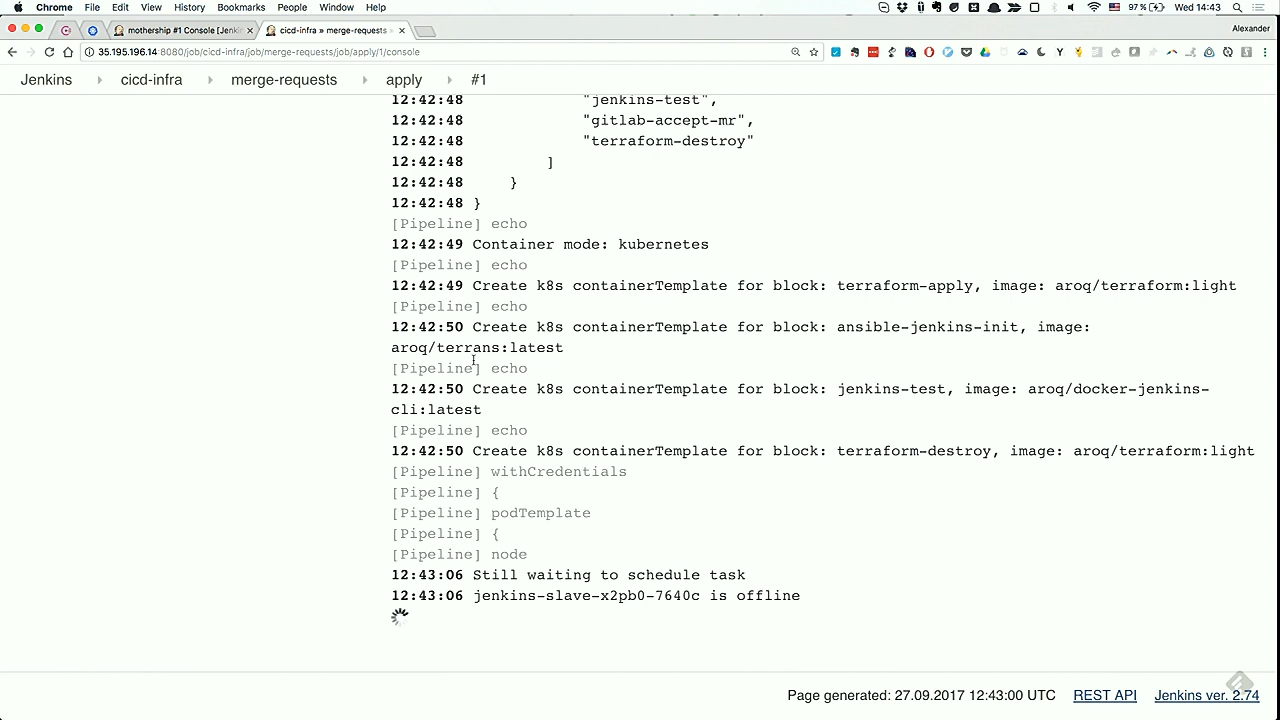 Chrome File Edit View History Bookmarks People Window Help 97% Wed 14:43
mothership #1 Console [Jenki × cicd-infra » merge-requests × Alexander
35.195.196.14:8080/job/cicd-infra/job/merge-requests/job/apply/1/console
Jenkins cicd-infra merge-requests apply #1
12:42:48 "jenkins-test",
12:42:48 "gitlab-accept-mr",
12:42:48 "terraform-destroy"
12:42:48 ]
12:42:48 }
12:42:48 }
[Pipeline] echo
12:42:49 Container mode: kubernetes
[Pipeline] echo
12:42:49 Create k8s containerTemplate for block: terraform-apply, image: aroq/terraform:light
[Pipeline] echo
12:42:50 Create k8s containerTemplate for block: ansible-jenkins-init, image:
aroq/terrans:latest
[Pipeline] echo
12:42:50 Create k8s containerTemplate for block: jenkins-test, image: aroq/docker-jenkins-
cli:latest
[Pipeline] echo
12:42:50 Create k8s containerTemplate for block: terraform-destroy, image: aroq/terraform:light
[Pipeline] withCredentials
[Pipeline] {
[Pipeline] podTemplate
[Pipeline] {
[Pipeline] node
12:43:06 Still waiting to schedule task
12:43:06 jenkins-slave-x2pb0-7640c is offline
Page generated: 27.09.2017 12:43:00 UTC REST API Jenkins ver. 2.74